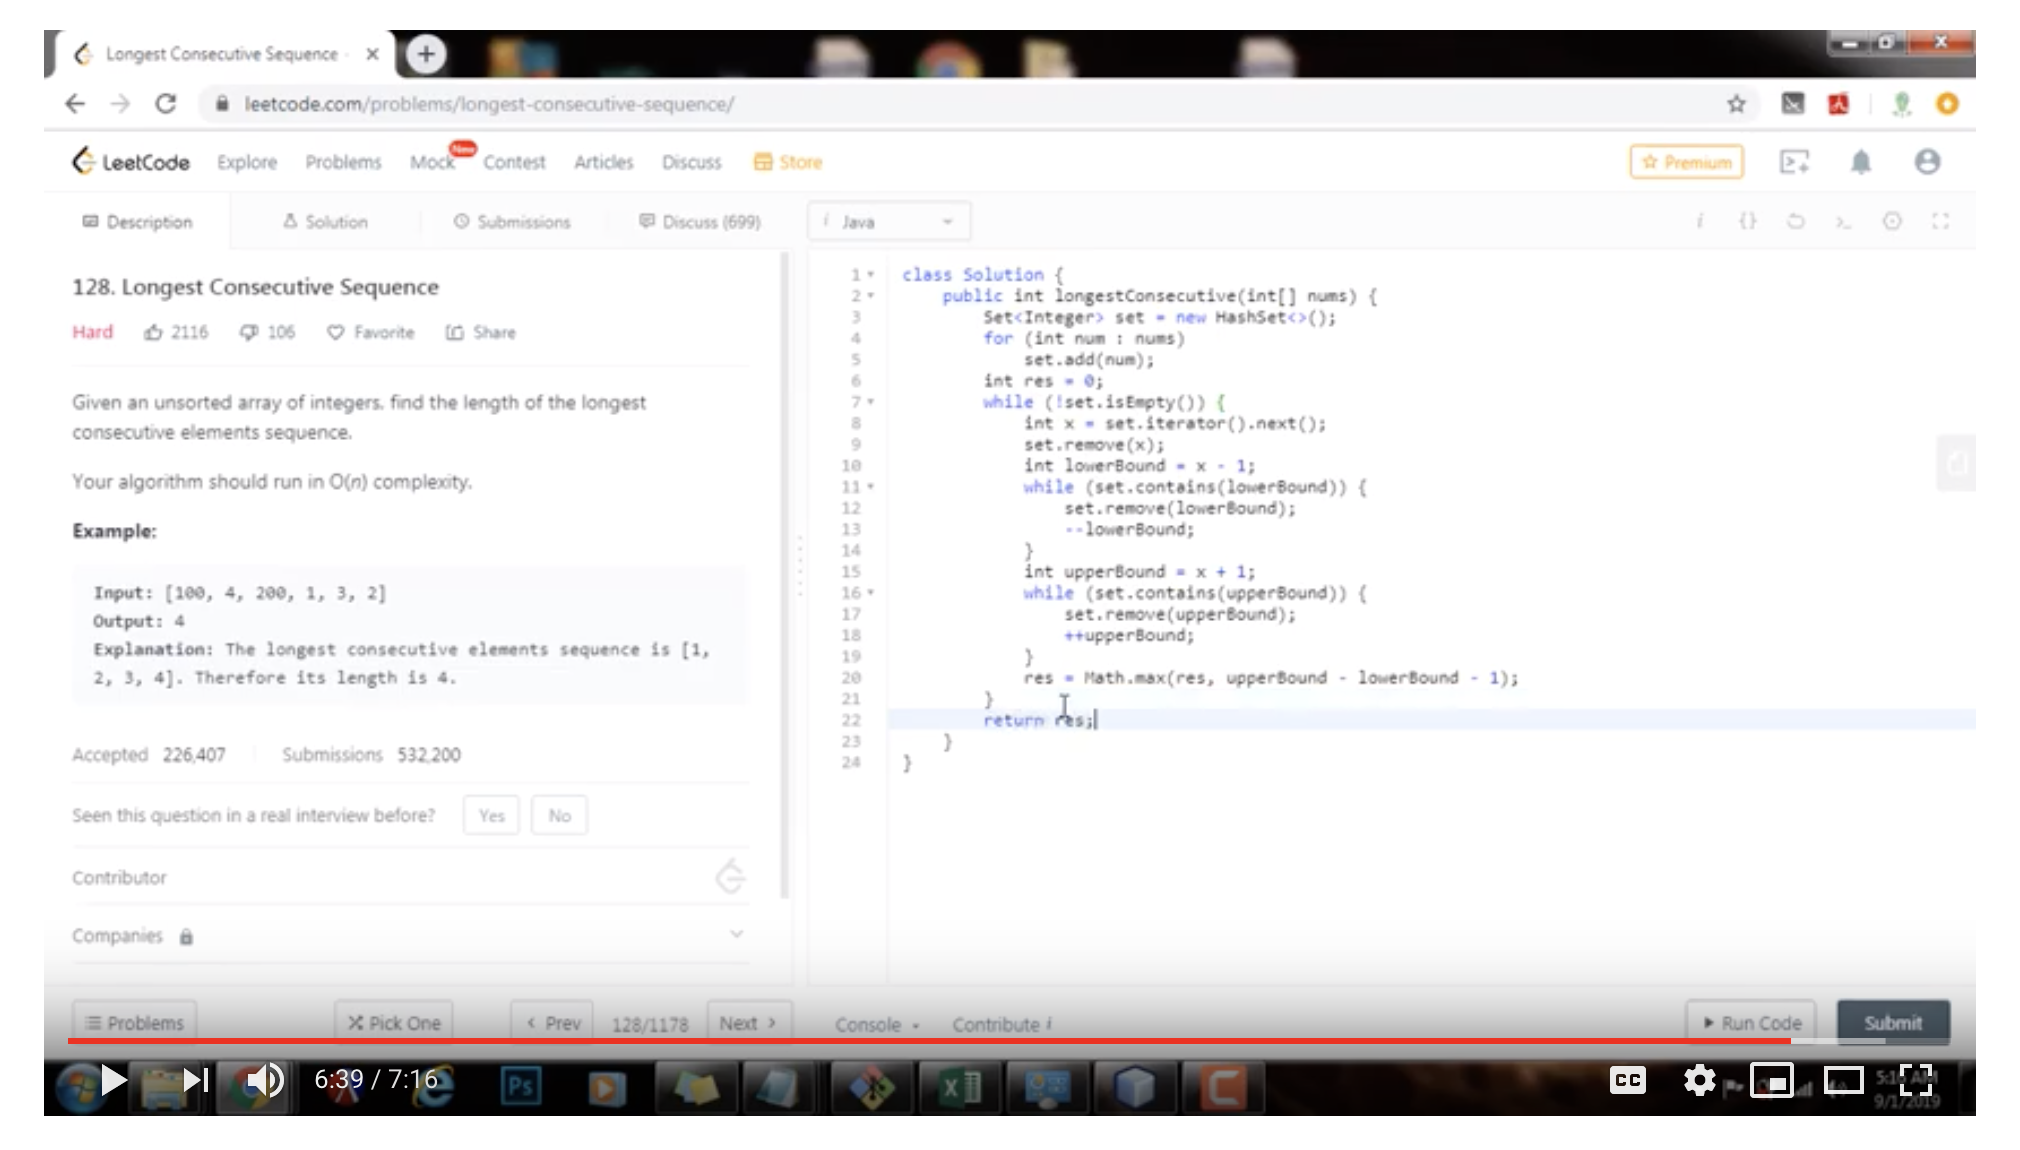 Longest Consecutive Sequence -
leetcode.com/problems/longest-consecutive-sequence/
LeetCode Explore Problems Mock New Contest Articles Discuss Store Premium
Description Solution Submissions Discuss (699) i Java
128. Longest Consecutive Sequence
Hard 2116 106 Favorite Share
Given an unsorted array of integers, find the length of the longest
consecutive elements sequence.
Your algorithm should run in O(n) complexity.
Example:
Input: [100, 4, 200, 1, 3, 2]
Output: 4
Explanation: The longest consecutive elements sequence is [1,
2, 3, 4]. Therefore its length is 4.
Accepted 226,407 Submissions 532,200
Seen this question in a real interview before? Yes No
Contributor
Companies
1 class Solution {
2 public int longestConsecutive(int[] nums) {
3 Set<Integer> set = new HashSet<>();
4 for (int num : nums)
5 set.add(num);
6 int res = 0;
7 while (!set.isEmpty()) {
8 int x = set.iterator().next();
9 set.remove(x);
10 int lowerBound = x - 1;
11 while (set.contains(lowerBound)) {
12 set.remove(lowerBound);
13 --lowerBound;
14 }
15 int upperBound = x + 1;
16 while (set.contains(upperBound)) {
17 set.remove(upperBound);
18 ++upperBound;
19 }
20 res = Math.max(res, upperBound - lowerBound - 1);
21 }
22 return res;
23 }
24 }
Problems Pick One < Prev 128/1178 Next > Console Contribute i Run Code Submit
6:39 / 7:16 Ps CC
9/1/2019